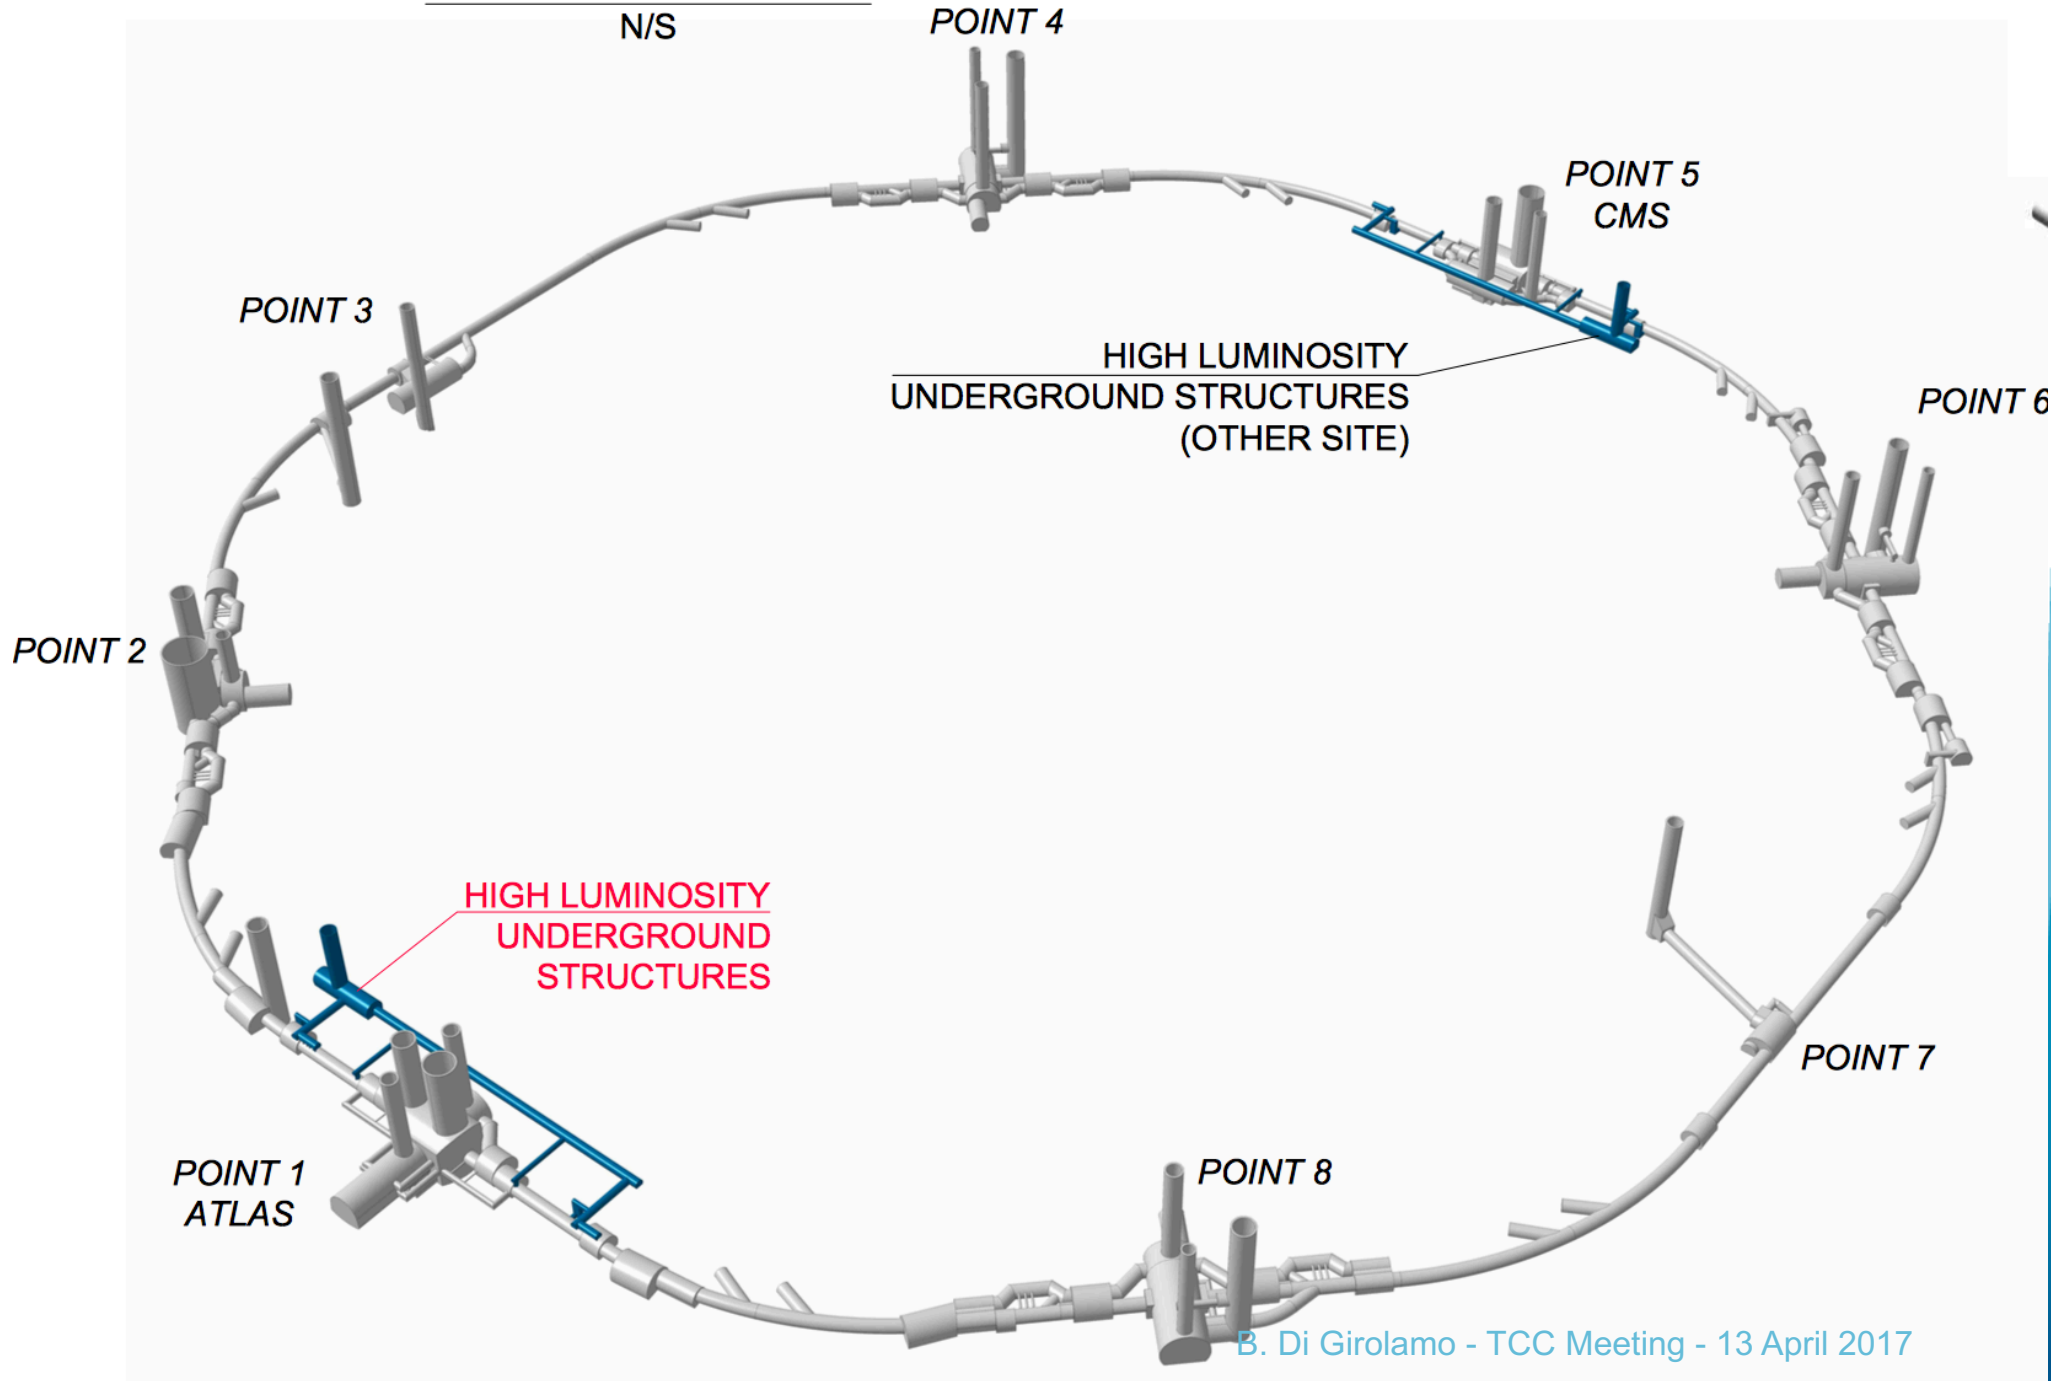 N/S
POINT 4
POINT 5
CMS
POINT 3
HIGH LUMINOSITY
UNDERGROUND STRUCTURES
(OTHER SITE)
POINT 6
POINT 2
HIGH LUMINOSITY
UNDERGROUND
STRUCTURES
POINT 7
POINT 1
ATLAS
POINT 8
B. Di Girolamo - TCC Meeting - 13 April 2017